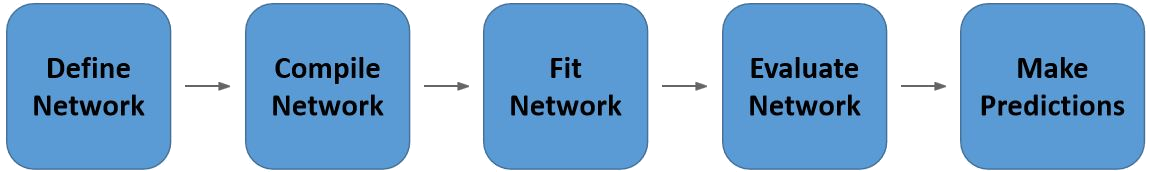 Define
Network
Compile
Network
Fit
Network
Evaluate
Network
Make
Predictions